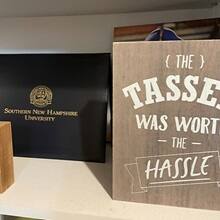 SOUTHERN NEW HAMPSHIRE
UNIVERSITY
{ THE }
TASSE
WAS WORT
- THE -
HASSLE